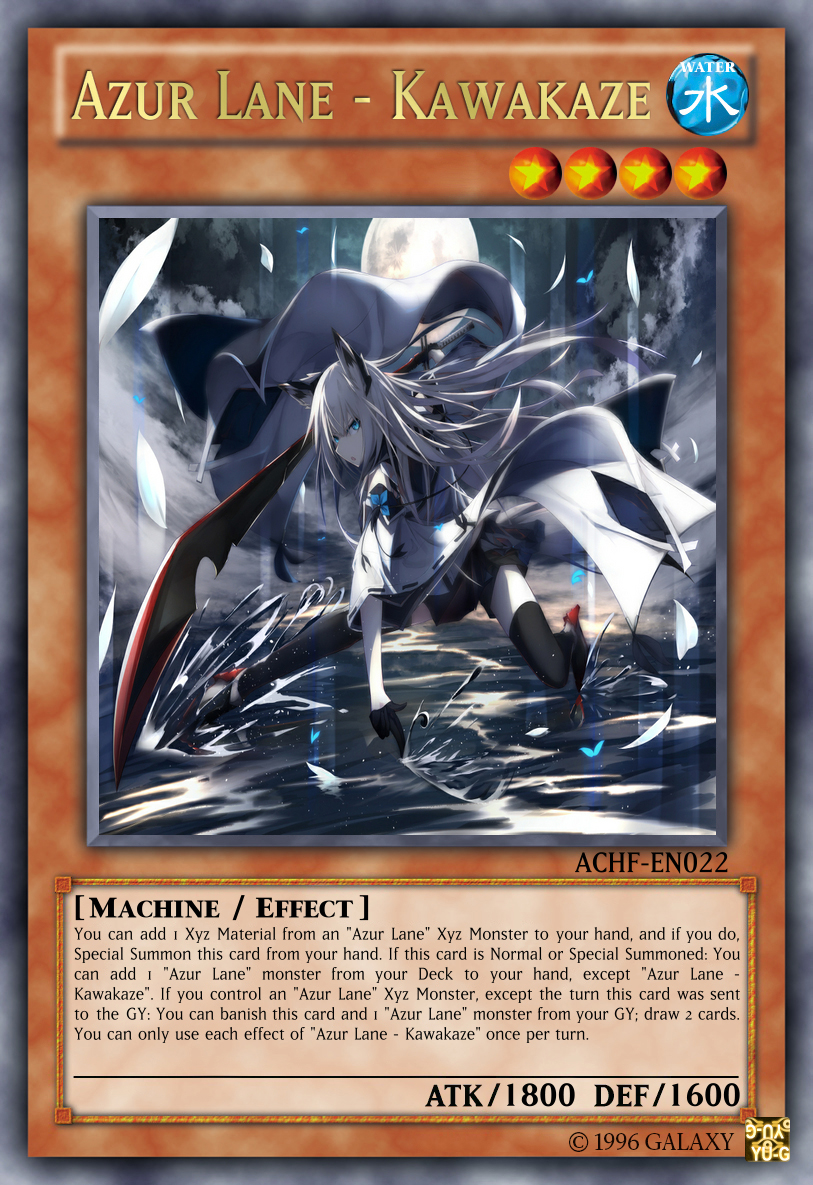 Azur Lane - Kawakaze
WATER
水
ACHF-EN022
[ Machine / Effect ]
You can add 1 Xyz Material from an "Azur Lane" Xyz Monster to your hand, and if you do,
Special Summon this card from your hand. If this card is Normal or Special Summoned: You
can add 1 "Azur Lane" monster from your Deck to your hand, except "Azur Lane -
Kawakaze". If you control an "Azur Lane" Xyz Monster, except the turn this card was sent
to the GY: You can banish this card and 1 "Azur Lane" monster from your GY; draw 2 cards.
You can only use each effect of "Azur Lane - Kawakaze" once per turn.
ATK/1800 DEF/1600
© 1996 GALAXY